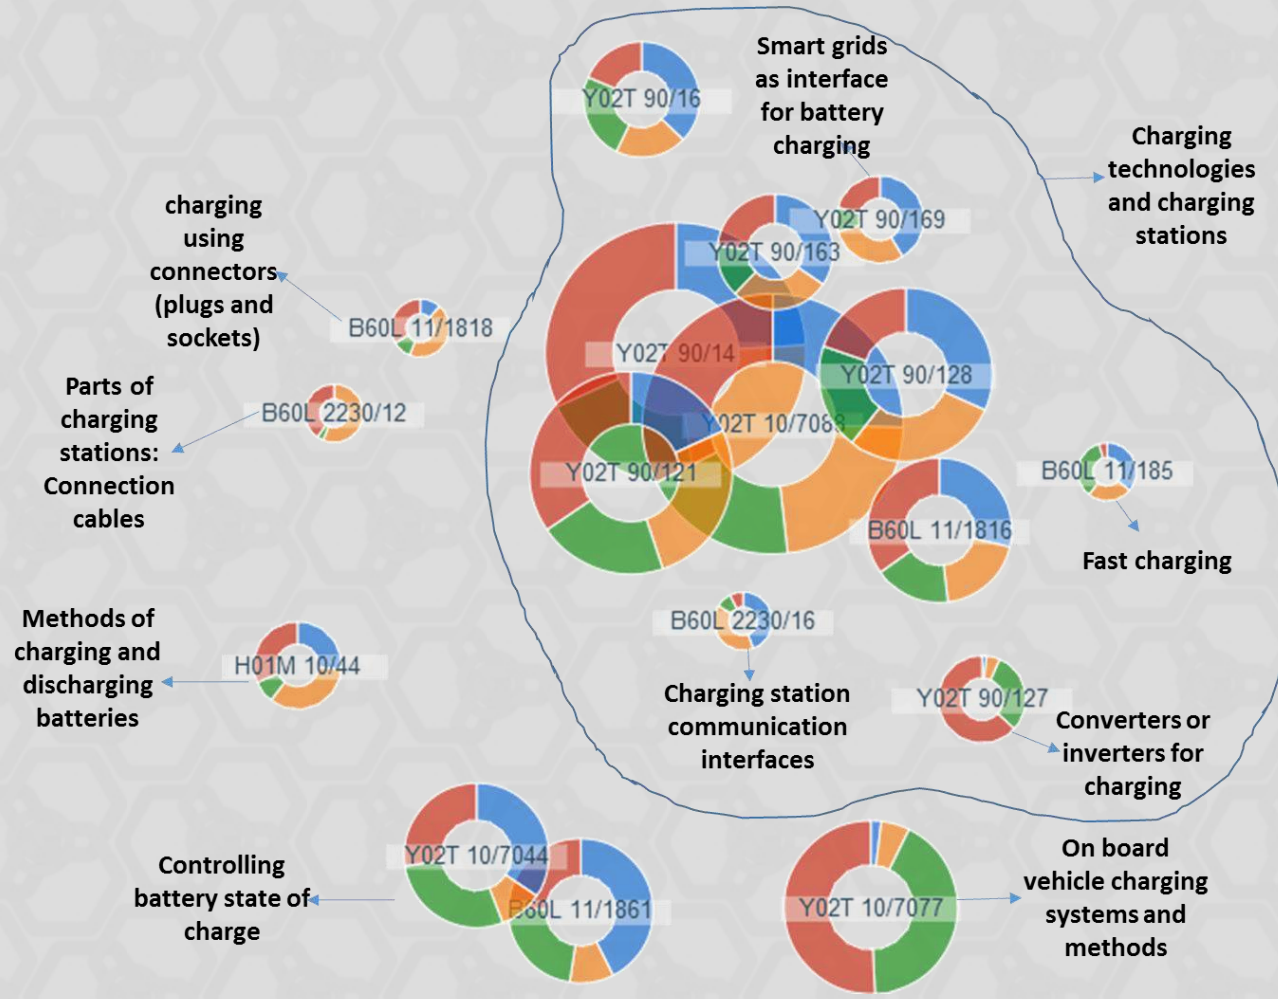 Y02T 90/16
Smart grids
as interface
for battery
charging
Charging
technologies
and charging
stations
Y02T 90/169
Y02T 90/163
charging
using
connectors
(plugs and
sockets)
B60L 11/1818
Y02T 90/14
Y02T 90/128
Parts of
charging
stations:
Connection
cables
B60L 2230/12
Y02T 10/7088
Y02T 90/121
B60L 11/185
Fast charging
B60L 11/1816
B60L 2230/16
Charging station
communication
interfaces
Methods of
charging and
discharging
batteries
H01M 10/44
Y02T 90/127
Converters or
inverters for
charging
Y02T 10/7044
B60L 11/1861
Controlling
battery state of
charge
Y02T 10/7077
On board
vehicle charging
systems and
methods